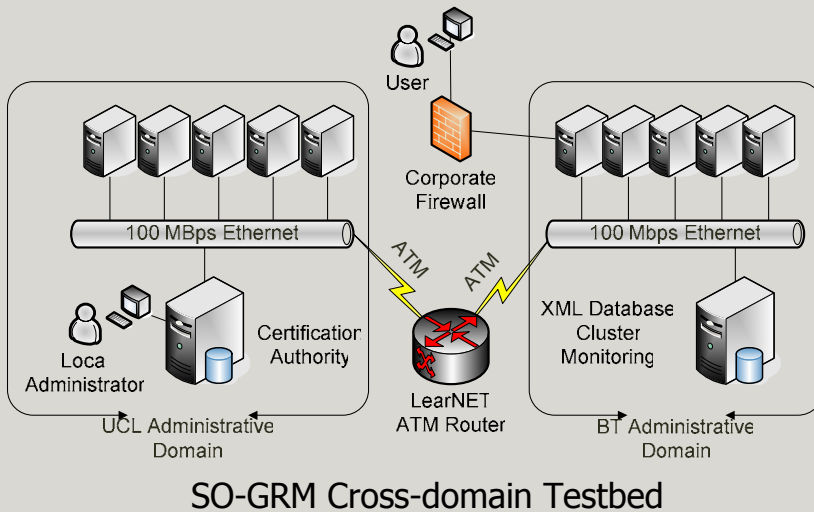 User
Corporate
Firewall
100 MBps Ethernet
100 Mbps Ethernet
ATM
ATM
Loca
Administrator
Certification
Authority
XML Database
Cluster
Monitoring
LearNET
ATM Router
UCL Administrative
Domain
BT Administrative
Domain
SO-GRM Cross-domain Testbed